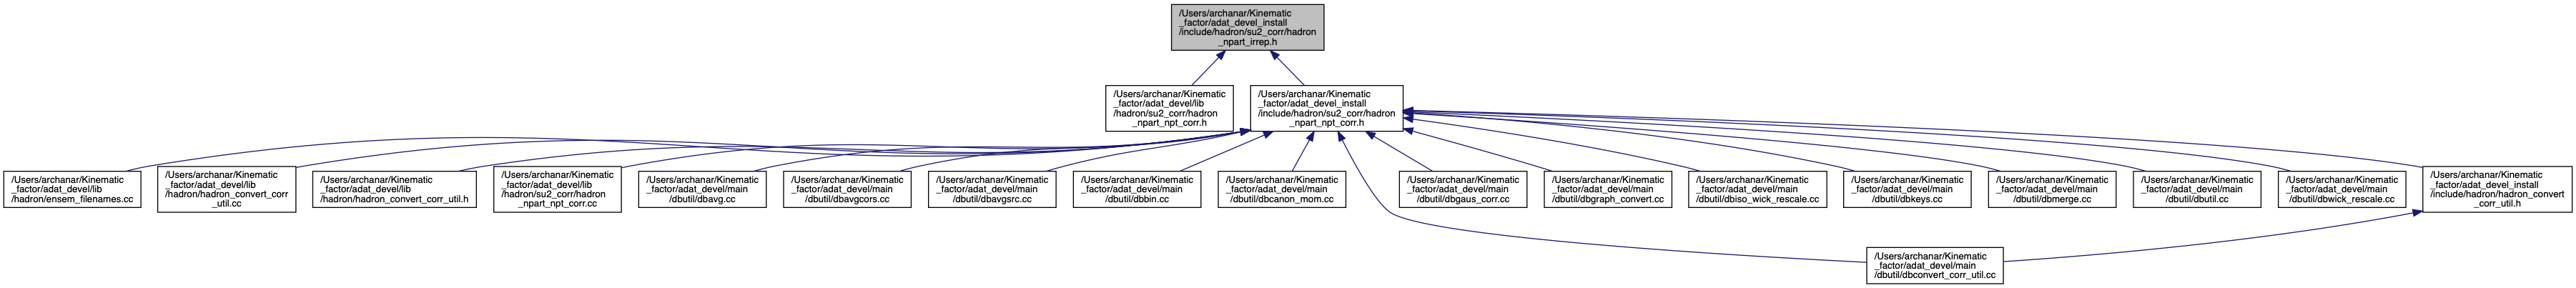 /Users/archanar/Kinematic
_factor/adat_devel_install
/include/hadron/su2_corr/hadron
_npart_irrep.h
/Users/archanar/Kinematic
_factor/adat_devel/lib
/hadron/su2_corr/hadron
_npart_npt_corr.h
/Users/archanar/Kinematic
_factor/adat_devel_install
/include/hadron/su2_corr/hadron
_npart_npt_corr.h
/Users/archanar/Kinematic
_factor/adat_devel/lib
/hadron/ensem_filenames.cc
/Users/archanar/Kinematic
_factor/adat_devel/lib
/hadron/hadron_convert_corr
_util.cc
/Users/archanar/Kinematic
_factor/adat_devel/lib
/hadron/hadron_convert_corr_util.h
/Users/archanar/Kinematic
_factor/adat_devel/lib
/hadron/su2_corr/hadron
_npart_npt_corr.cc
/Users/archanar/Kinematic
_factor/adat_devel/main
/dbutil/dbavg.cc
/Users/archanar/Kinematic
_factor/adat_devel/main
/dbutil/dbavgcors.cc
/Users/archanar/Kinematic
_factor/adat_devel/main
/dbutil/dbavgsrc.cc
/Users/archanar/Kinematic
_factor/adat_devel/main
/dbutil/dbbin.cc
/Users/archanar/Kinematic
_factor/adat_devel/main
/dbutil/dbcanon_mom.cc
/Users/archanar/Kinematic
_factor/adat_devel/main
/dbutil/dbgaus_corr.cc
/Users/archanar/Kinematic
_factor/adat_devel/main
/dbutil/dbgraph_convert.cc
/Users/archanar/Kinematic
_factor/adat_devel/main
/dbutil/dbiso_wick_rescale.cc
/Users/archanar/Kinematic
_factor/adat_devel/main
/dbutil/dbkeys.cc
/Users/archanar/Kinematic
_factor/adat_devel/main
/dbutil/dbmerge.cc
/Users/archanar/Kinematic
_factor/adat_devel/main
/dbutil/dbutil.cc
/Users/archanar/Kinematic
_factor/adat_devel/main
/dbutil/dbwick_rescale.cc
/Users/archanar/Kinematic
_factor/adat_devel_install
/include/hadron/hadron_convert
_corr_util.h
/Users/archanar/Kinematic
_factor/adat_devel/main
/dbutil/dbconvert_corr_util.cc